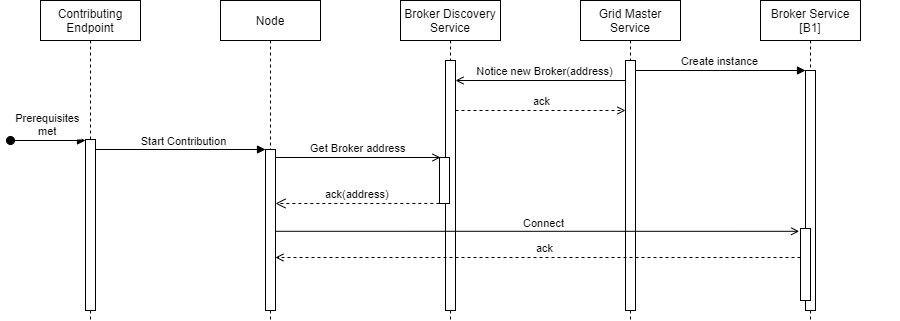 Contributing
Endpoint
Node
Broker Discovery
Service
Grid Master
Service
Broker Service
[B1]
Create instance
Notice new Broker(address)
ack
Prerequisites
met
Start Contribution
Get Broker address
ack(address)
Connect
ack